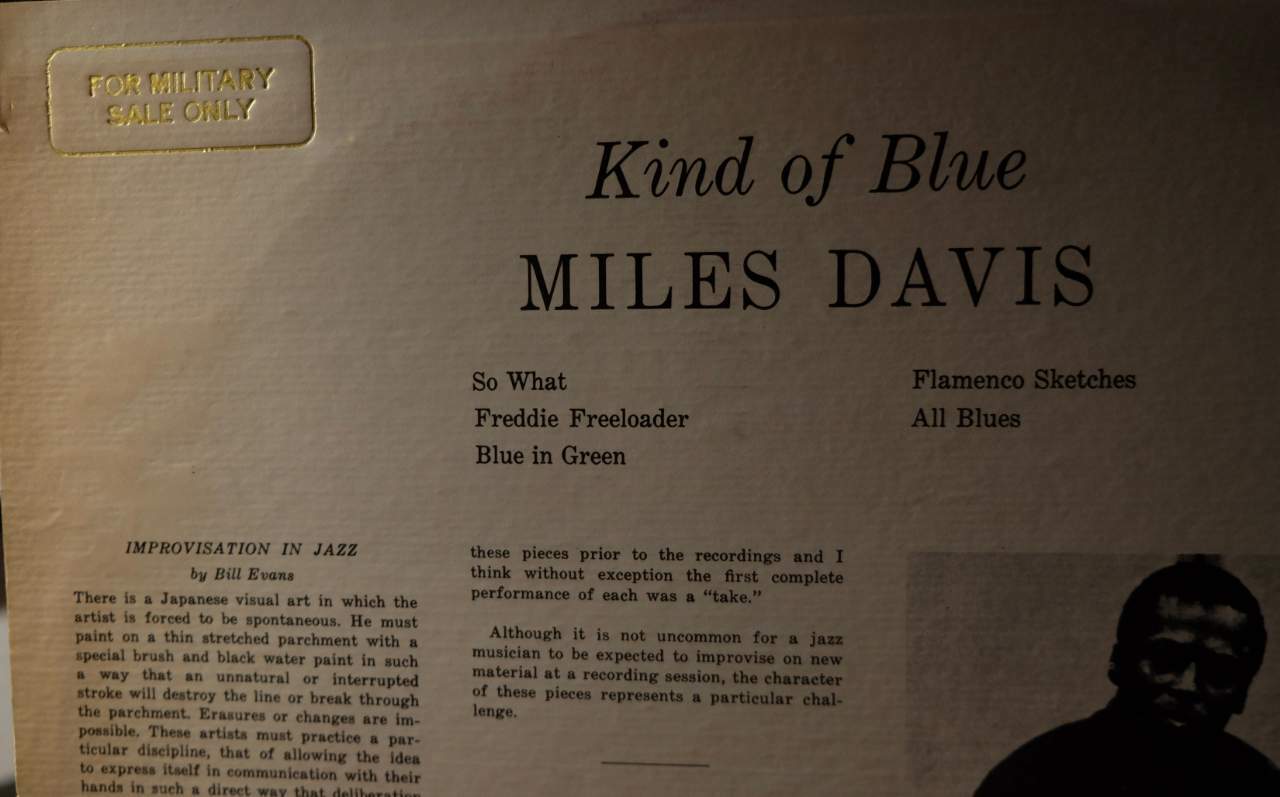 FOR MILITARY
SALE ONLY
Kind of Blue
MILES DAVIS
So What
Freddie Freeloader
Blue in Green
Flamenco Sketches
All Blues
IMPROVISATION IN JAZZ
by Bill Evans
There is a Japanese visual art in which the
artist is forced to be spontaneous. He must
paint on a thin stretched parchment with a
special brush and black water paint in such
a way that an unnatural or interrupted
stroke will destroy the line or break through
the parchment. Erasures or changes are im-
possible. These artists must practice a par-
ticular discipline, that of allowing the idea
to express itself in communication with their
hands in such a direct way that deliberation
these pieces prior to the recordings and I
think without exception the first complete
performance of each was a “take.”
Although it is not uncommon for a jazz
musician to be expected to improvise on new
material at a recording session, the character
of these pieces represents a particular chal-
lenge.